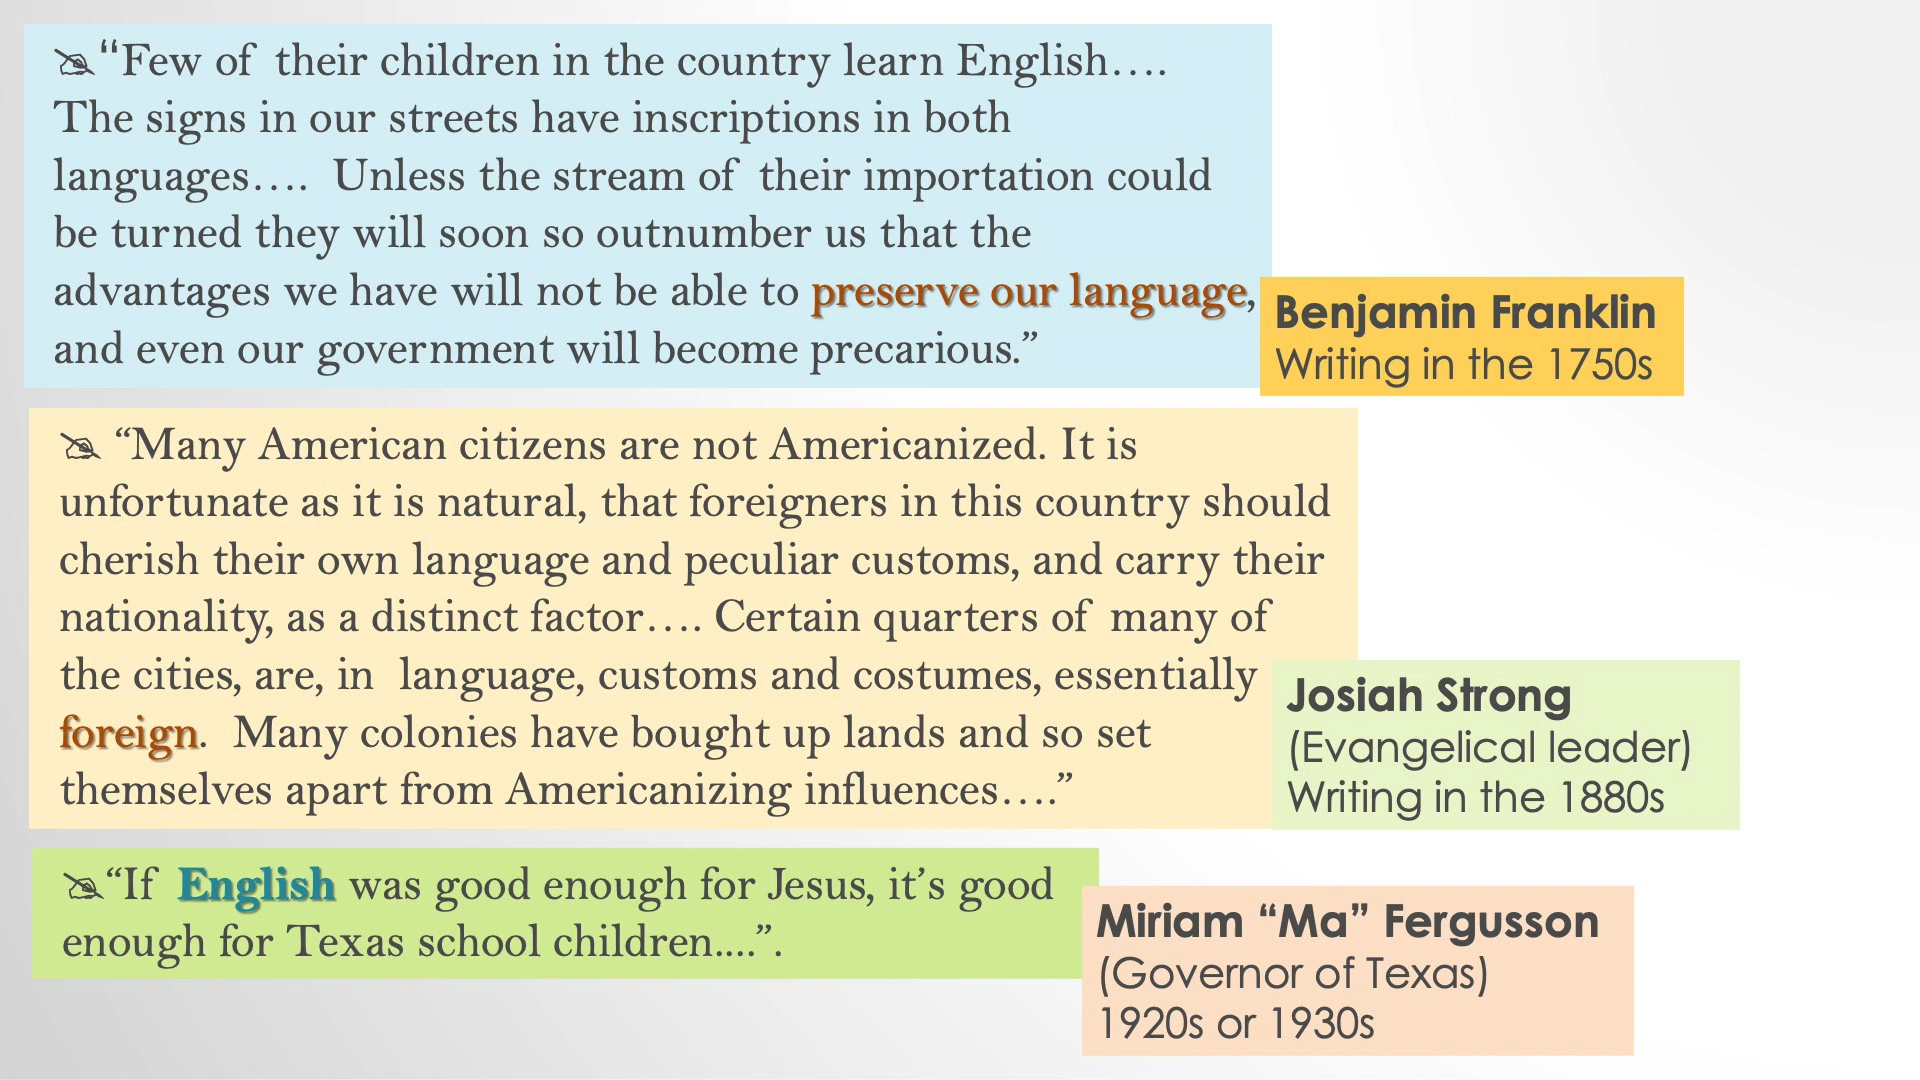 “Few of their children in the country learn English….
The signs in our streets have inscriptions in both
languages…. Unless the stream of their importation could
be turned they will soon so outnumber us that the
advantages we have will not be able to preserve our language,
and even our government will become precarious.”
Benjamin Franklin
Writing in the 1750s
“Many American citizens are not Americanized. It is
unfortunate as it is natural, that foreigners in this country should
cherish their own language and peculiar customs, and carry their
nationality, as a distinct factor…. Certain quarters of many of
the cities, are, in language, customs and costumes, essentially
foreign. Many colonies have bought up lands and so set
themselves apart from Americanizing influences….”
Josiah Strong
(Evangelical leader)
Writing in the 1880s
“If English was good enough for Jesus, it’s good
enough for Texas school children....”.
Miriam “Ma” Fergusson
(Governor of Texas)
1920s or 1930s